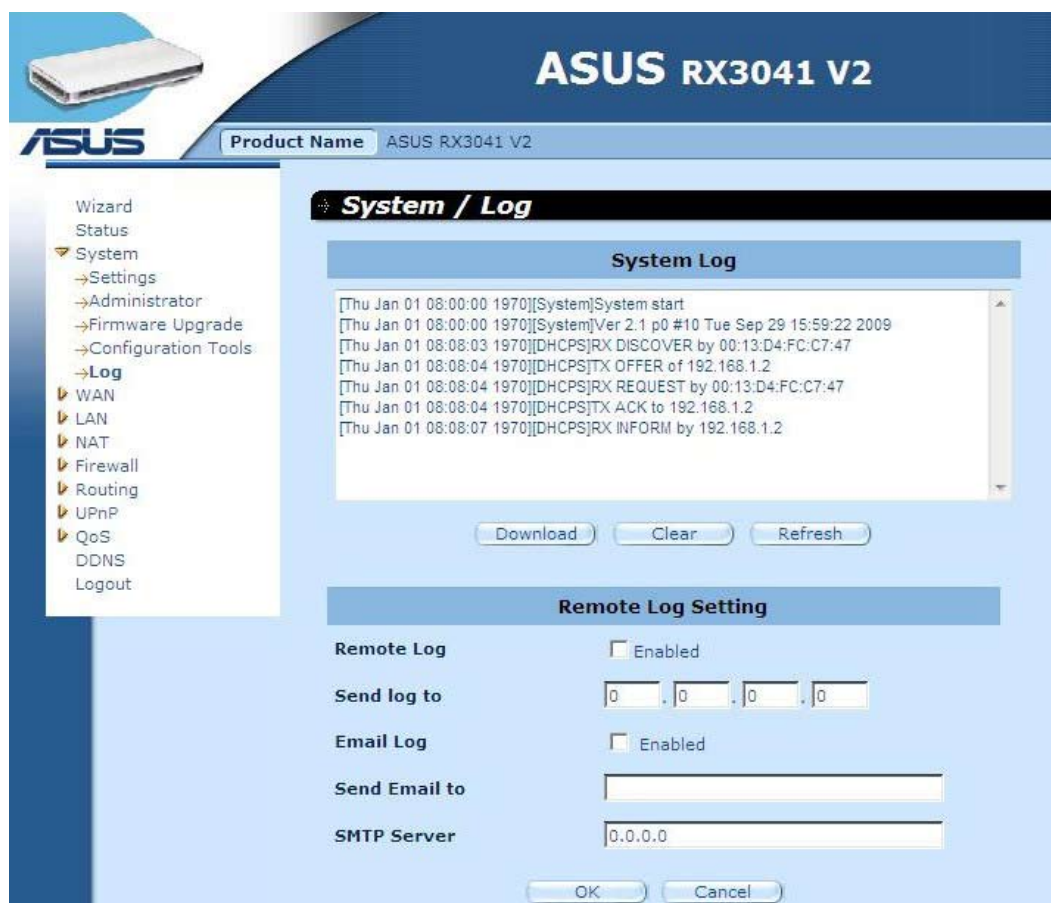 ASUS RX3041 V2
ASUS
Product Name ASUS RX3041 V2
Wizard
Status
System
Settings
Administrator
Firmware Upgrade
Configuration Tools
Log
WAN
LAN
NAT
Firewall
Routing
UPnP
QoS
DDNS
Logout
System / Log
System Log
[Thu Jan 01 08:00:00 1970][System]System start
[Thu Jan 01 08:00:00 1970][System]Ver 2.1 p0 #10 Tue Sep 29 15:59:22 2009
[Thu Jan 01 08:08:03 1970][DHCPS]RX DISCOVER by 00:13:D4:FC:C7:47
[Thu Jan 01 08:08:04 1970][DHCPS]TX OFFER of 192.168.1.2
[Thu Jan 01 08:08:04 1970][DHCPS]RX REQUEST by 00:13:D4:FC:C7:47
[Thu Jan 01 08:08:04 1970][DHCPS]TX ACK to 192.168.1.2
[Thu Jan 01 08:08:07 1970][DHCPS]RX INFORM by 192.168.1.2
Download Clear Refresh
Remote Log Setting
Remote Log Enabled
Send log to 0 . 0 . 0 . 0
Email Log Enabled
Send Email to
SMTP Server 0.0.0.0
OK Cancel